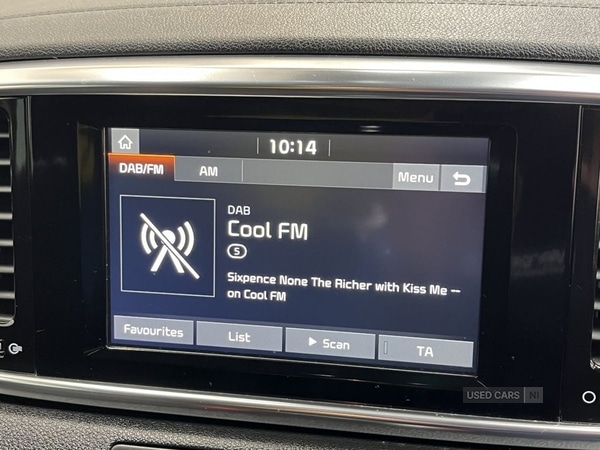 10:14
DAB/FM
AM
Menu
DAB
Cool FM
S
Sixpence None The Richer with Kiss Me --
on Cool FM
Favourites
List
Scan
TA
USED CARS NI